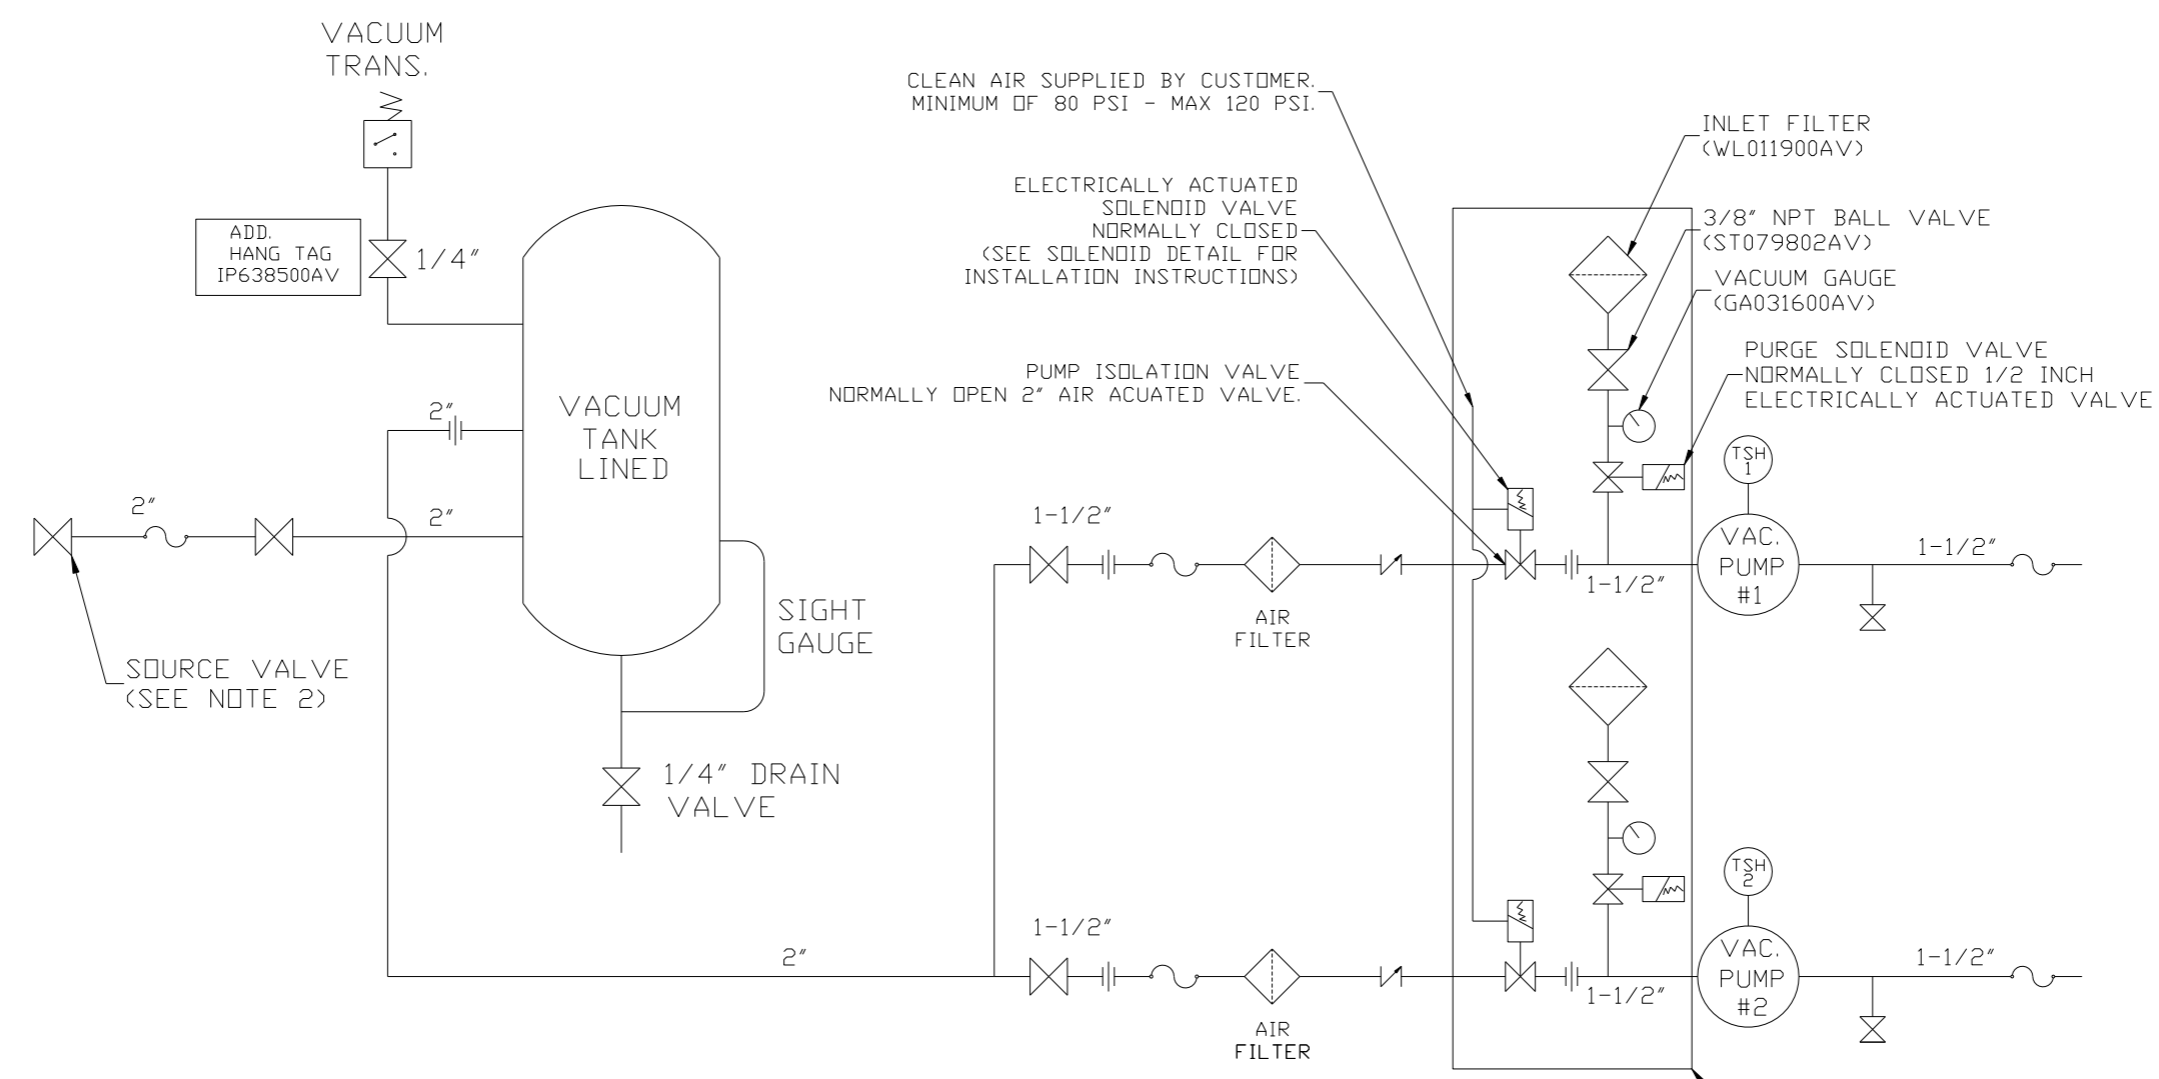 VACUUM
TRANS.
CLEAN AIR SUPPLIED BY CUSTOMER.
MINIMUM OF 80 PSI - MAX 120 PSI.
INLET FILTER
(WL011900AV)
ELECTRICALLY ACTUATED
SOLENOID VALVE
NORMALLY CLOSED
(SEE SOLENOID DETAIL FOR
INSTALLATION INSTRUCTIONS)
3/8" NPT BALL VALVE
(ST079802AV)
ADD.
HANG TAG
IP638500AV
1/4"
VACUUM GAUGE
(GA031600AV)
PURGE SOLENOID VALVE
NORMALLY CLOSED 1/2 INCH
ELECTRICALLY ACTUATED VALVE
PUMP ISOLATION VALVE
NORMALLY OPEN 2" AIR ACUATED VALVE.
2"
VACUUM
TANK
LINED
TSH
1
2"
2"
1-1/2"
VAC.
PUMP
#1
1-1/2"
1-1/2"
AIR
FILTER
SIGHT
GAUGE
SOURCE VALVE
(SEE NOTE 2)
1/4" DRAIN
VALVE
TSH
2
1-1/2"
2"
VAC.
PUMP
#2
1-1/2"
1-1/2"
AIR
FILTER